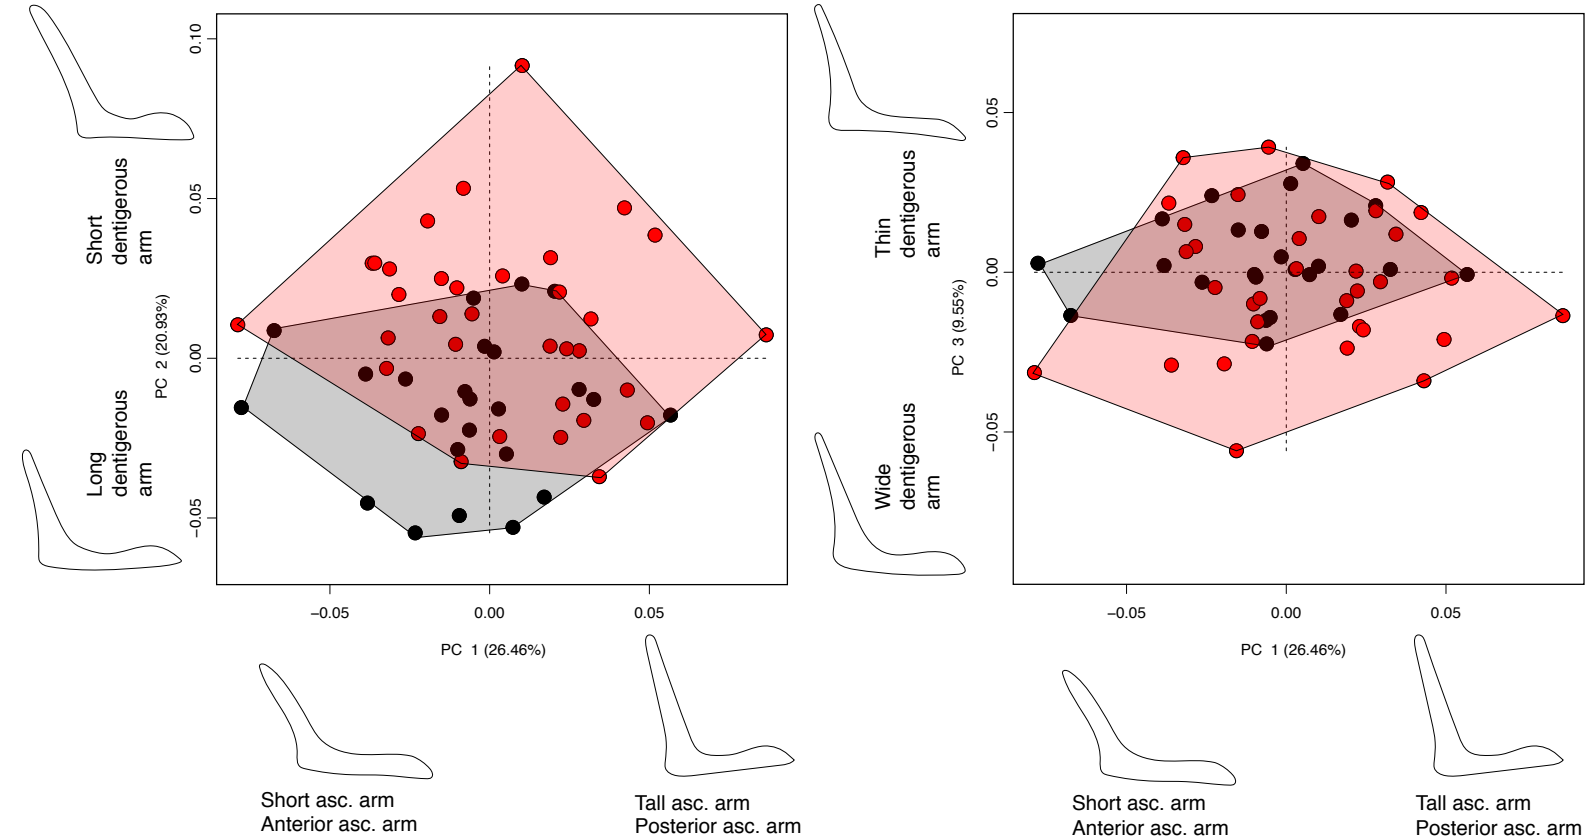 0.10
0.05
0.00
−0.05
Short
dentigerous
arm
PC 2 (20.93%)
Long
dentigerous
arm
−0.05
0.00
0.05
PC 1 (26.46%)
Short asc. arm
Anterior asc. arm
Tall asc. arm
Posterior asc. arm
0.05
0.00
−0.05
Thin
dentigerous
arm
PC 3 (9.55%)
Wide
dentigerous
arm
−0.05
0.00
0.05
PC 1 (26.46%)
Short asc. arm
Anterior asc. arm
Tall asc. arm
Posterior asc. arm